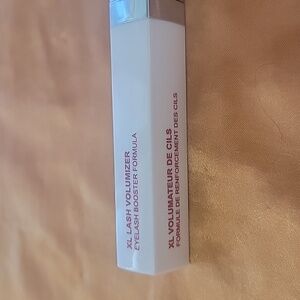 XL LASH VOLUMIZER
EYELASH BOOSTER FORMULA
XL VOLUMATEUR DE CILS
FORMULE DE RENFORCEMENT DES CILS